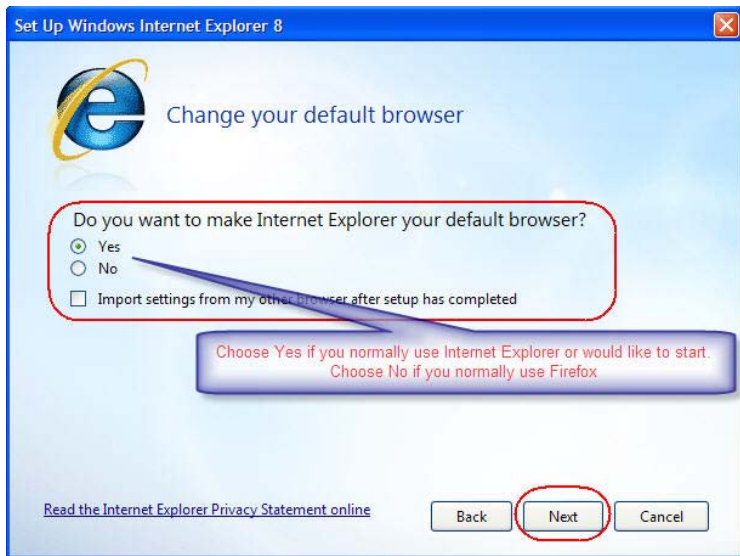 Set Up Windows Internet Explorer 8
Change your default browser
Do you want to make Internet Explorer your default browser?
Yes
No
Import settings from my other browser after setup has completed
Choose Yes if you normally use Internet Explorer or would like to start.
Choose No if you normally use Firefox
Read the Internet Explorer Privacy Statement online
Back Next Cancel